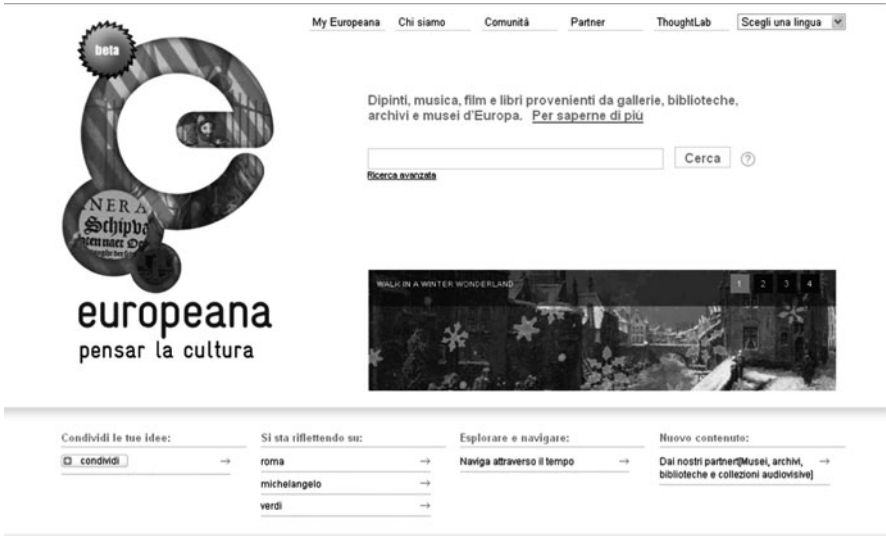 My Europeana
Chi siamo
Comunità
Partner
ThoughtLab
Scegli una lingua
beta
Dipinti, musica, film e libri provenienti da gallerie, biblioteche,
archivi e musei d'Europa. Per saperne di più
Cerca
?
Ricerca avanzata
NERA
Schipva
WALK IN A WINTER WONDERLAND
1 2 3 4
europeana
pensar la cultura
Condividi le tue idee:
condividi
Si sta riflettendo su:
roma
michelangelo
verdi
Esplorare e navigare:
Naviga attraverso il tempo
Nuovo contenuto:
Dai nostri partner[Musei, archivi,
biblioteche e collezioni audiovisive]